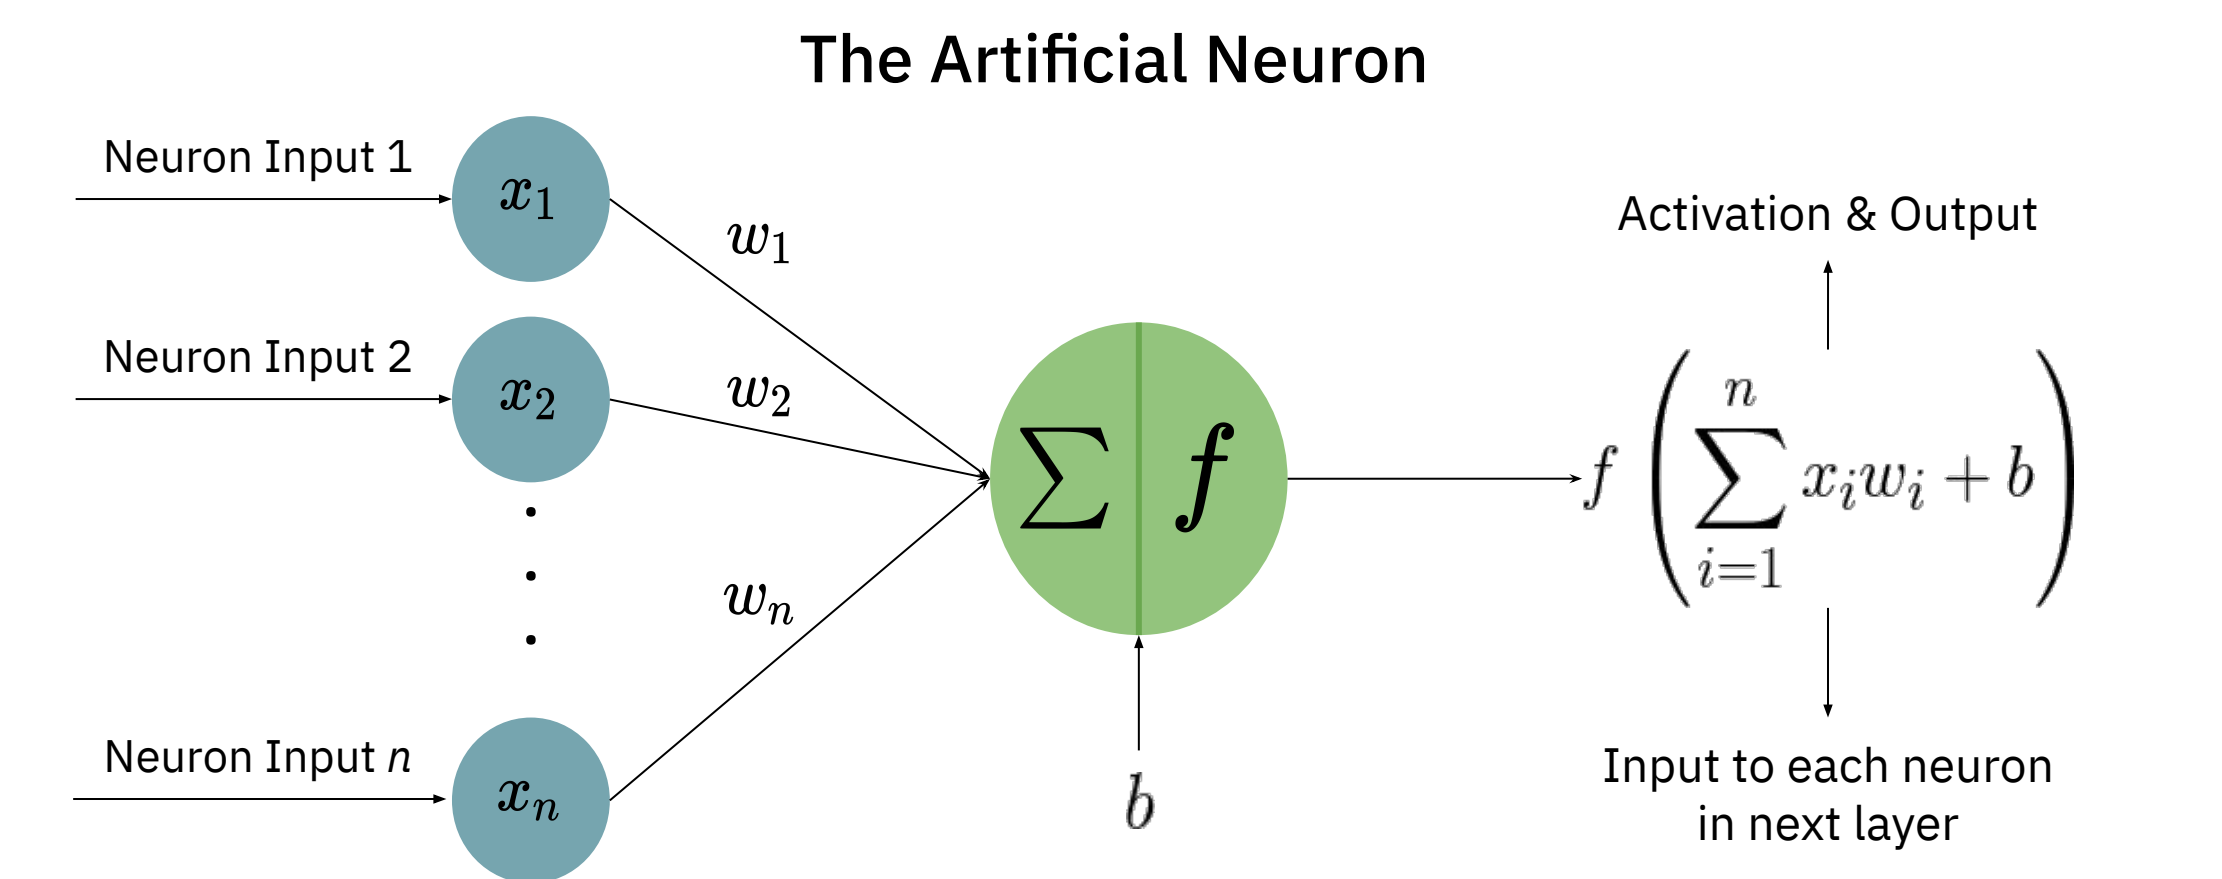 The Artificial Neuron
Neuron Input 1
x₁
w₁
Neuron Input 2
x₂
w₂
.
.
.
Neuron Input n
xₙ
wₙ
∑ f
b
Activation & Output
f ( ∑ᵢ₌₁ⁿ xᵢwᵢ + b )
Input to each neuron
in next layer